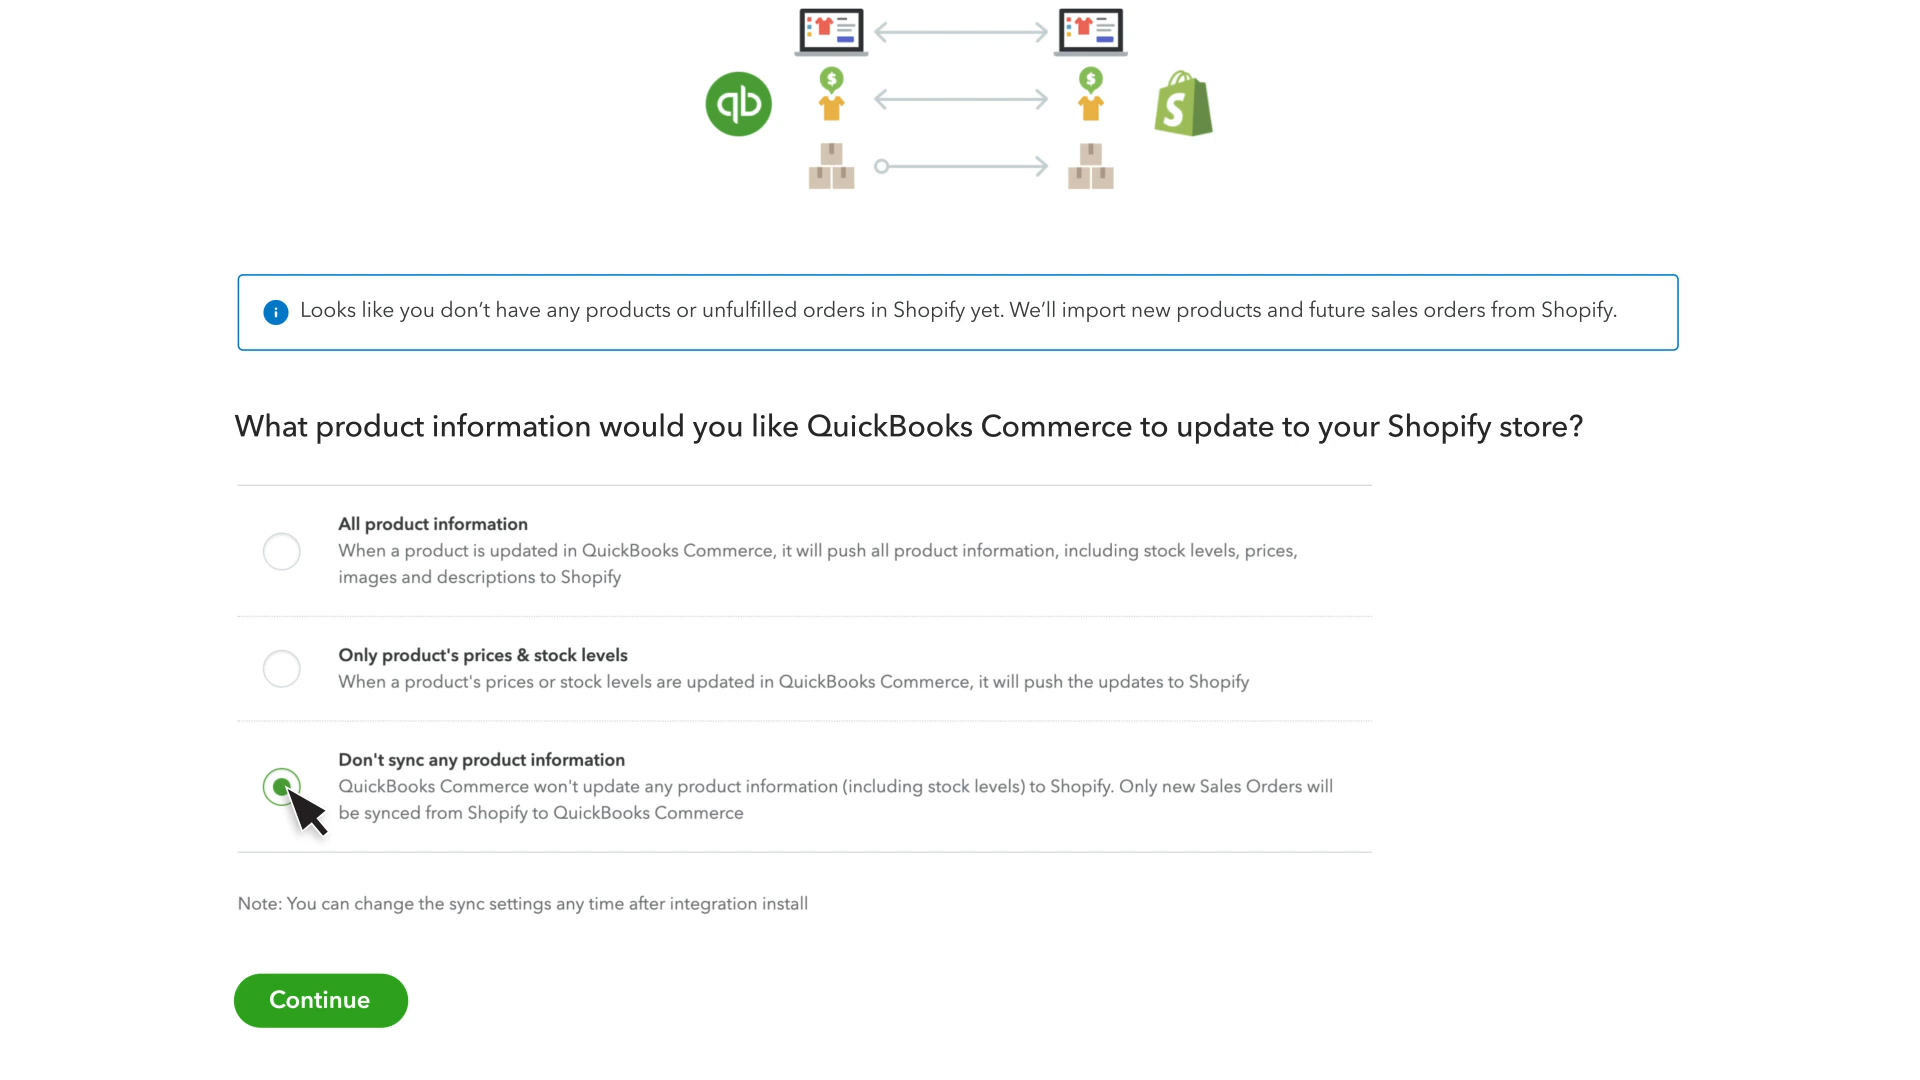 $ $
qb S
i Looks like you don’t have any products or unfulfilled orders in Shopify yet. We’ll import new products and future sales orders from Shopify.
What product information would you like QuickBooks Commerce to update to your Shopify store?
All product information
When a product is updated in QuickBooks Commerce, it will push all product information, including stock levels, prices,
images and descriptions to Shopify
Only product's prices & stock levels
When a product's prices or stock levels are updated in QuickBooks Commerce, it will push the updates to Shopify
Don't sync any product information
QuickBooks Commerce won't update any product information (including stock levels) to Shopify. Only new Sales Orders will
be synced from Shopify to QuickBooks Commerce
Note: You can change the sync settings any time after integration install
Continue